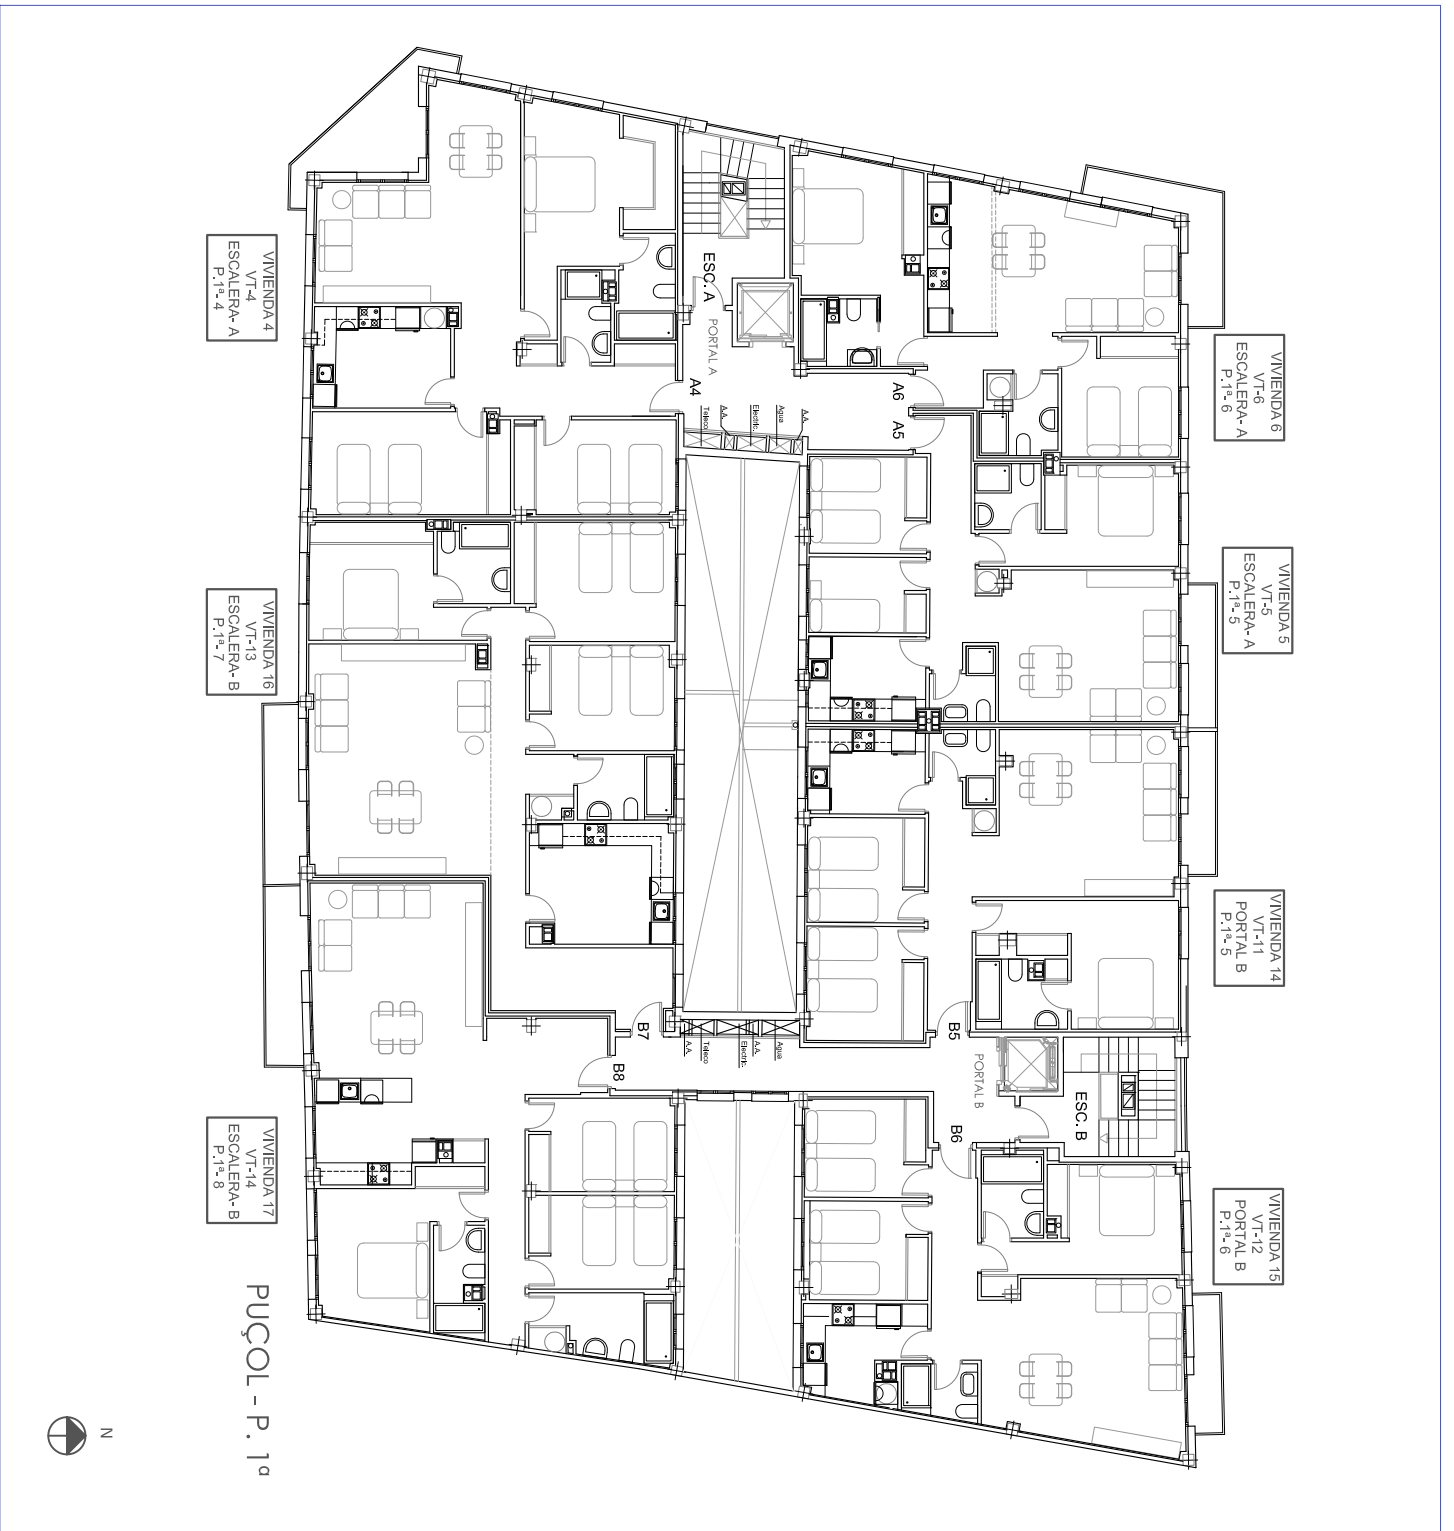 VIVIENDA 4
VT-4
ESCALERA- A
P.1ª- 4
VIVIENDA 16
VT-13
ESCALERA- B
P.1ª- 7
VIVIENDA 17
VT-14
ESCALERA- B
P.1ª- 8
VIVIENDA 6
VT-6
ESCALERA- A
P.1ª- 6
VIVIENDA 5
VT-5
ESCALERA- A
P.1ª- 5
VIVIENDA 14
VT-11
PORTAL B
P.1ª- 5
VIVIENDA 15
VT-12
PORTAL B
P.1ª- 6
ESC. A
PORTAL A
A4
A6
A5
Teleco
A.A.
Electric.
Agua
A.A.
B7
B8
A.A.
Teleco
Electric.
A.A.
Agua
B5
PORTAL B
B6
ESC. B
PUÇOL - P. 1ª
N